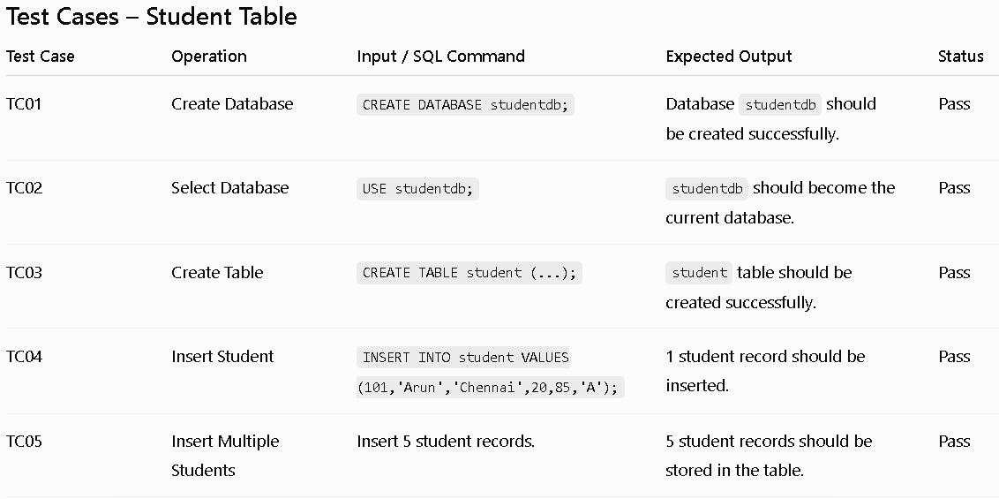 Test Cases – Student Table
Test Case Operation Input / SQL Command Expected Output Status
TC01 Create Database CREATE DATABASE studentdb; Database studentdb should Pass
be created successfully.
TC02 Select Database USE studentdb; studentdb should become the Pass
current database.
TC03 Create Table CREATE TABLE student (...); student table should be Pass
created successfully.
TC04 Insert Student INSERT INTO student VALUES 1 student record should be Pass
(101,'Arun','Chennai',20,85,'A'); inserted.
TC05 Insert Multiple Insert 5 student records. 5 student records should be Pass
Students stored in the table.